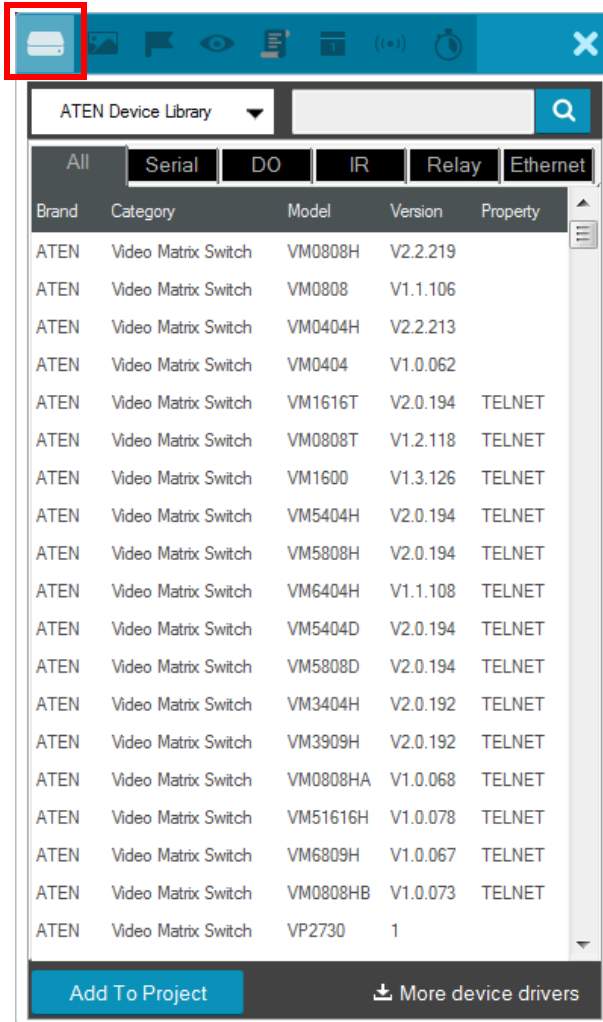 1
ATEN Device Library
All Serial DO IR Relay Ethernet
Brand Category Model Version Property
ATEN Video Matrix Switch VM0808H V2.2.219
ATEN Video Matrix Switch VM0808 V1.1.106
ATEN Video Matrix Switch VM0404H V2.2.213
ATEN Video Matrix Switch VM0404 V1.0.062
ATEN Video Matrix Switch VM1616T V2.0.194 TELNET
ATEN Video Matrix Switch VM0808T V1.2.118 TELNET
ATEN Video Matrix Switch VM1600 V1.3.126 TELNET
ATEN Video Matrix Switch VM5404H V2.0.194 TELNET
ATEN Video Matrix Switch VM5808H V2.0.194 TELNET
ATEN Video Matrix Switch VM6404H V1.1.108 TELNET
ATEN Video Matrix Switch VM5404D V2.0.194 TELNET
ATEN Video Matrix Switch VM5808D V2.0.194 TELNET
ATEN Video Matrix Switch VM3404H V2.0.192 TELNET
ATEN Video Matrix Switch VM3909H V2.0.192 TELNET
ATEN Video Matrix Switch VM0808HA V1.0.068 TELNET
ATEN Video Matrix Switch VM51616H V1.0.078 TELNET
ATEN Video Matrix Switch VM6809H V1.0.067 TELNET
ATEN Video Matrix Switch VM0808HB V1.0.073 TELNET
ATEN Video Matrix Switch VP2730 1
Add To Project More device drivers